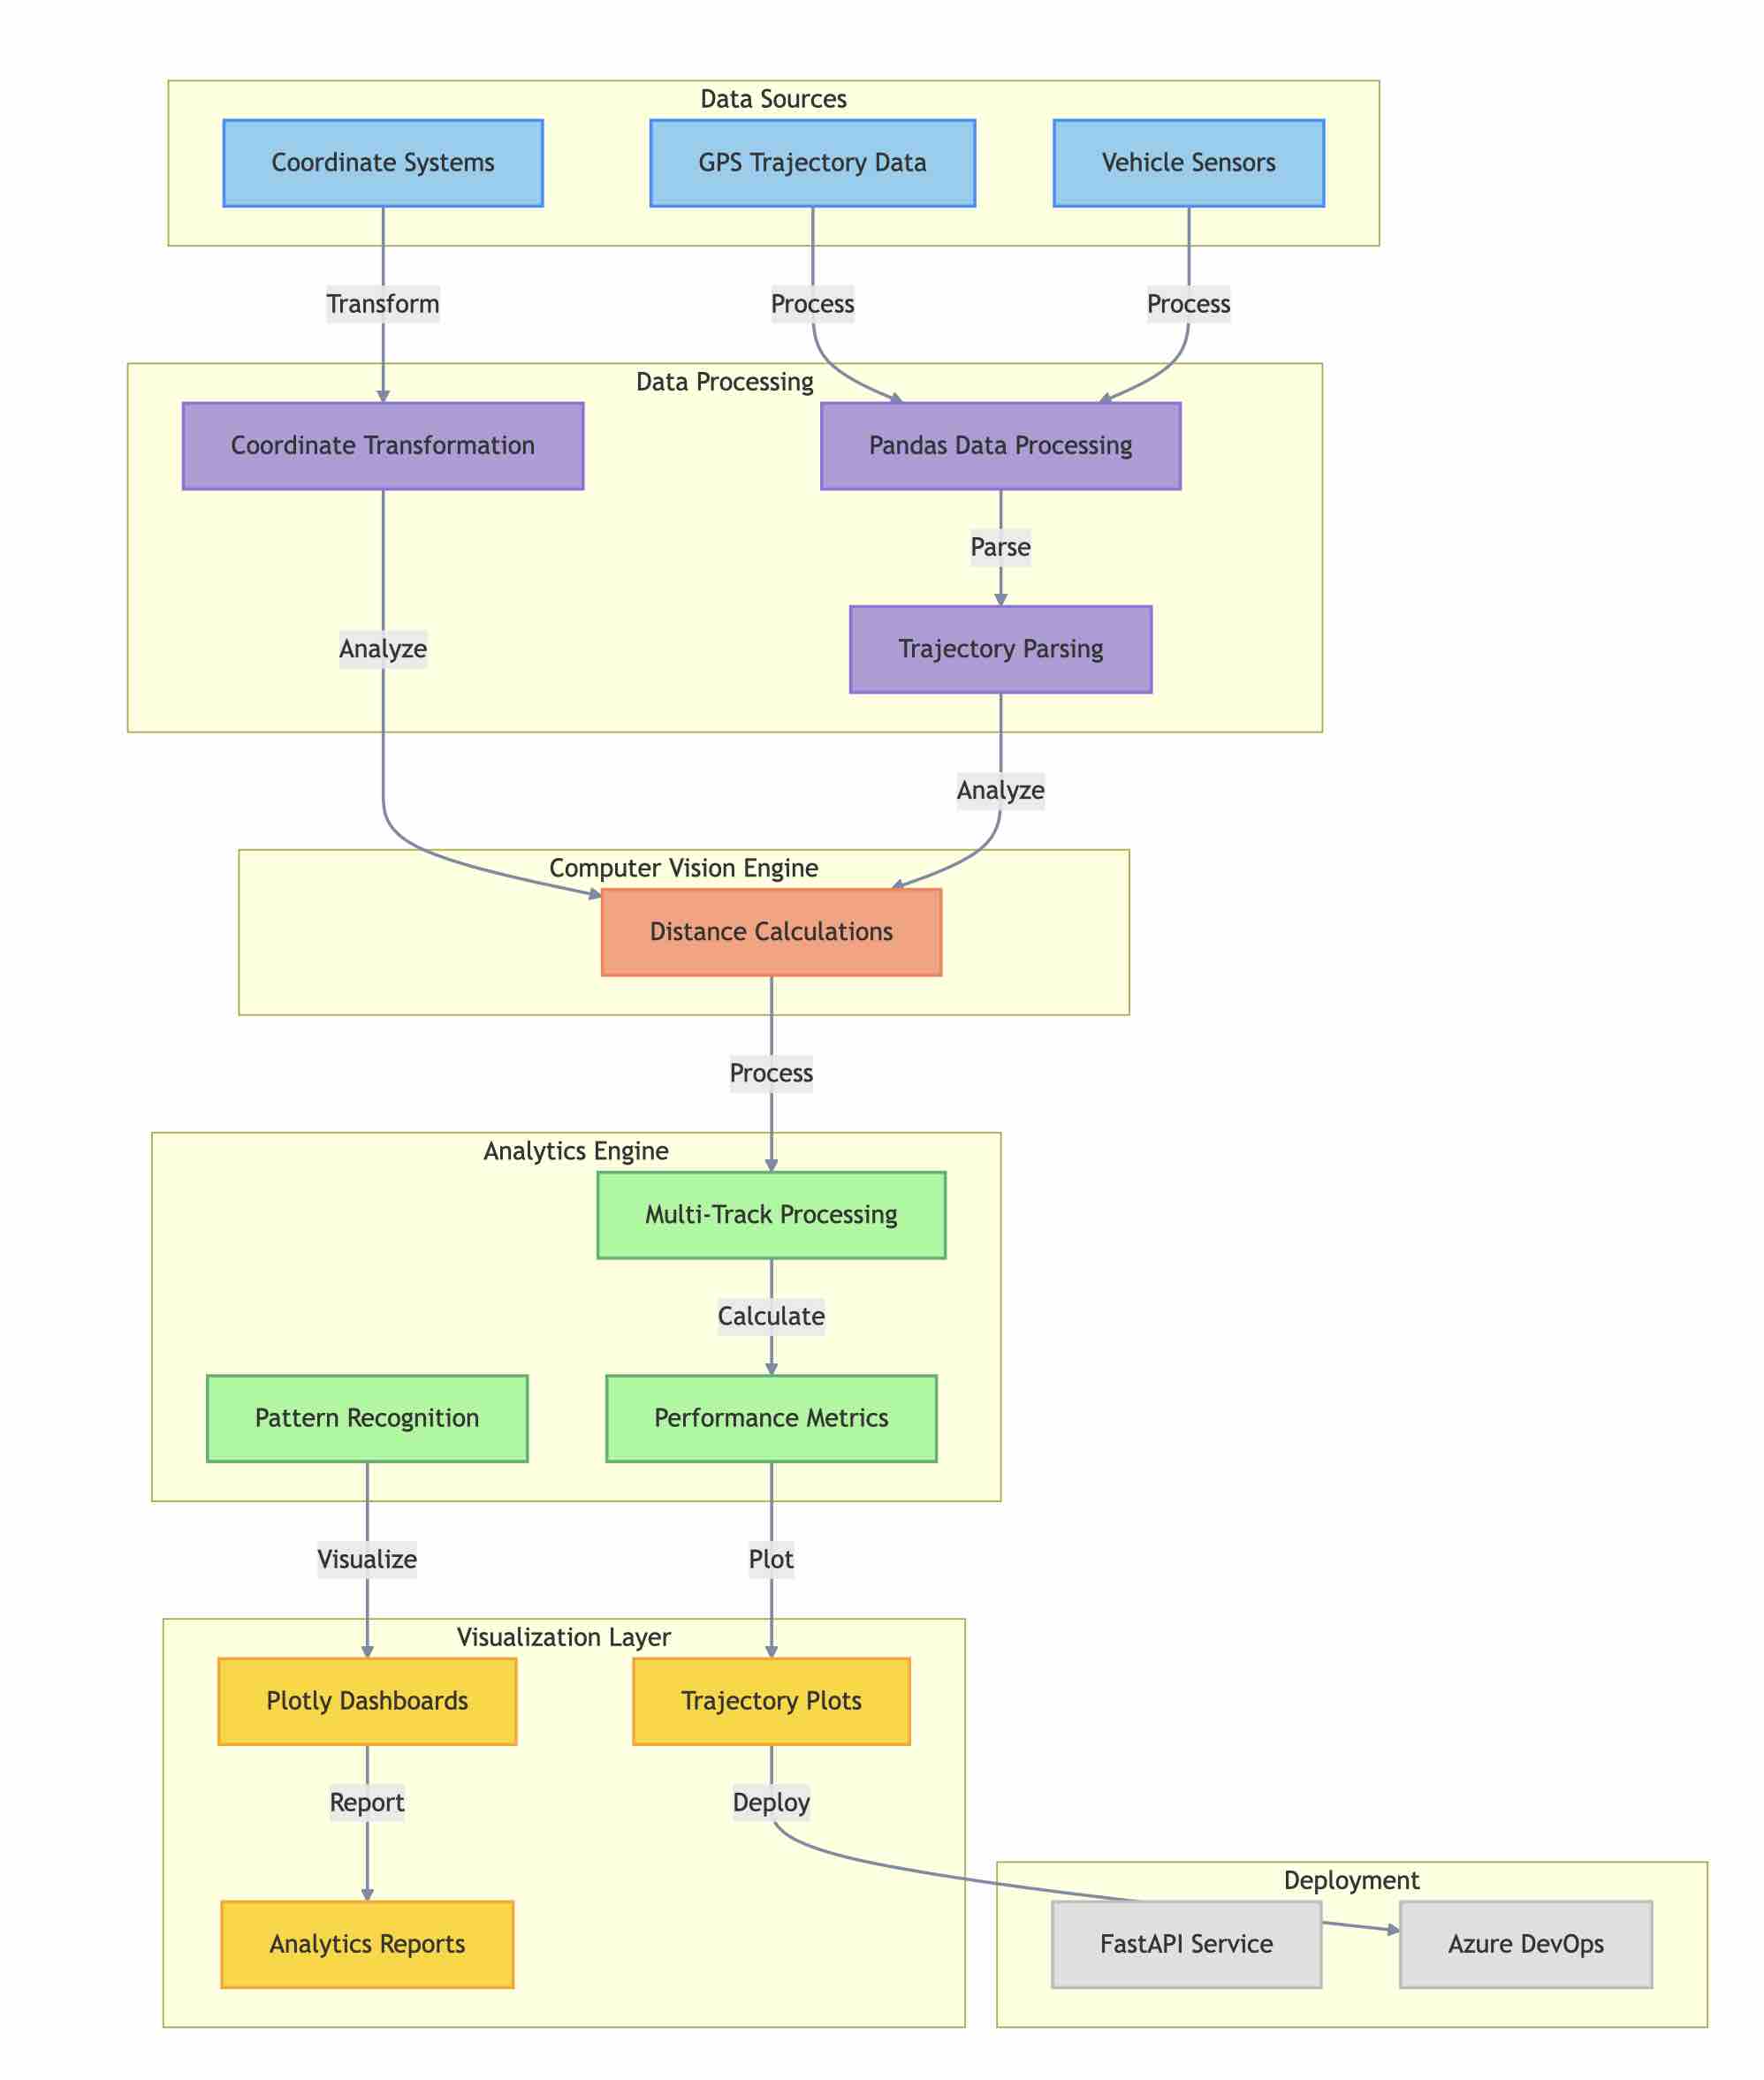 Data Sources
Coordinate Systems
GPS Trajectory Data
Vehicle Sensors
Transform
Process
Process
Data Processing
Coordinate Transformation
Pandas Data Processing
Parse
Analyze
Trajectory Parsing
Analyze
Computer Vision Engine
Distance Calculations
Process
Analytics Engine
Multi-Track Processing
Calculate
Pattern Recognition
Performance Metrics
Visualize
Plot
Visualization Layer
Plotly Dashboards
Trajectory Plots
Report
Deploy
Deployment
Analytics Reports
FastAPI Service
Azure DevOps